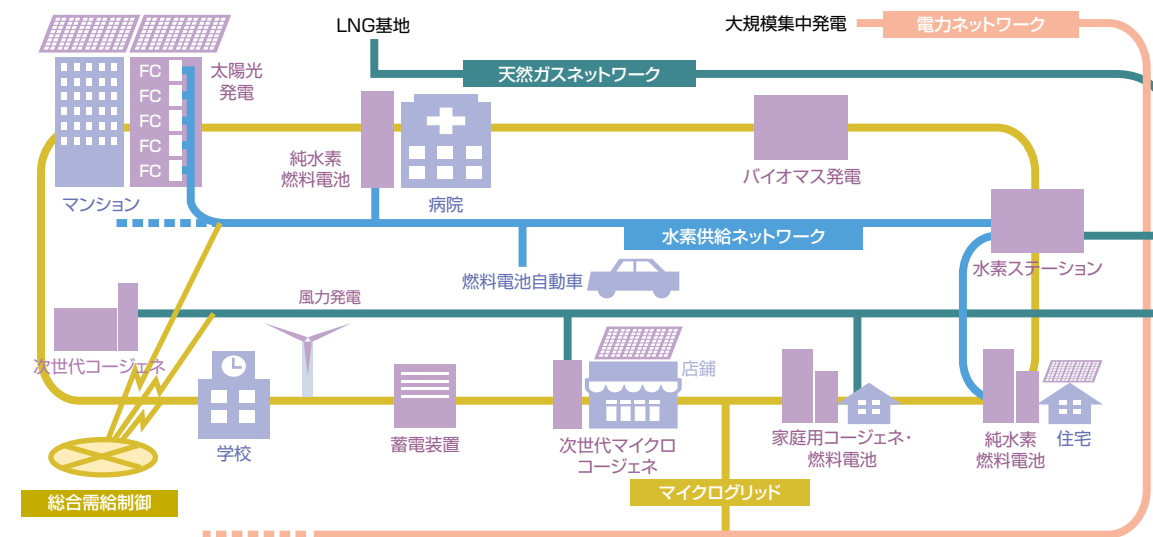 LNG基地
大規模集中発電
電力ネットワーク
天然ガスネットワーク
FC
FC
FC
FC
FC
太陽光
発電
純水素
燃料電池
病院
バイオマス発電
マンション
水素供給ネットワーク
水素ステーション
燃料電池自動車
風力発電
次世代コージェネ
店舗
学校
蓄電装置
次世代マイクロ
コージェネ
家庭用コージェネ・
燃料電池
純水素
燃料電池
住宅
総合需給制御
マイクログリッド